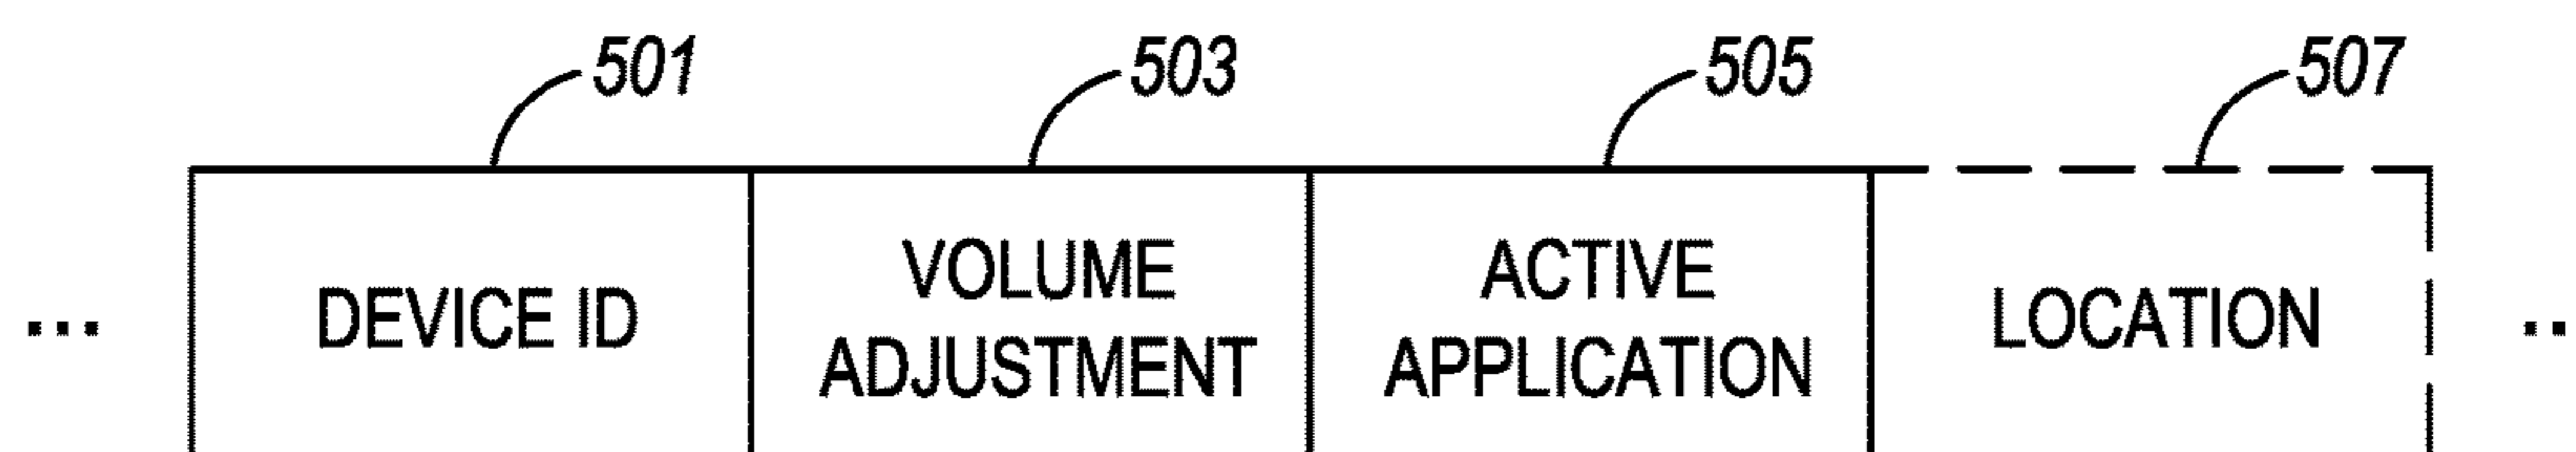 501 503 505 507
... DEVICE ID VOLUME ADJUSTMENT ACTIVE APPLICATION LOCATION ..